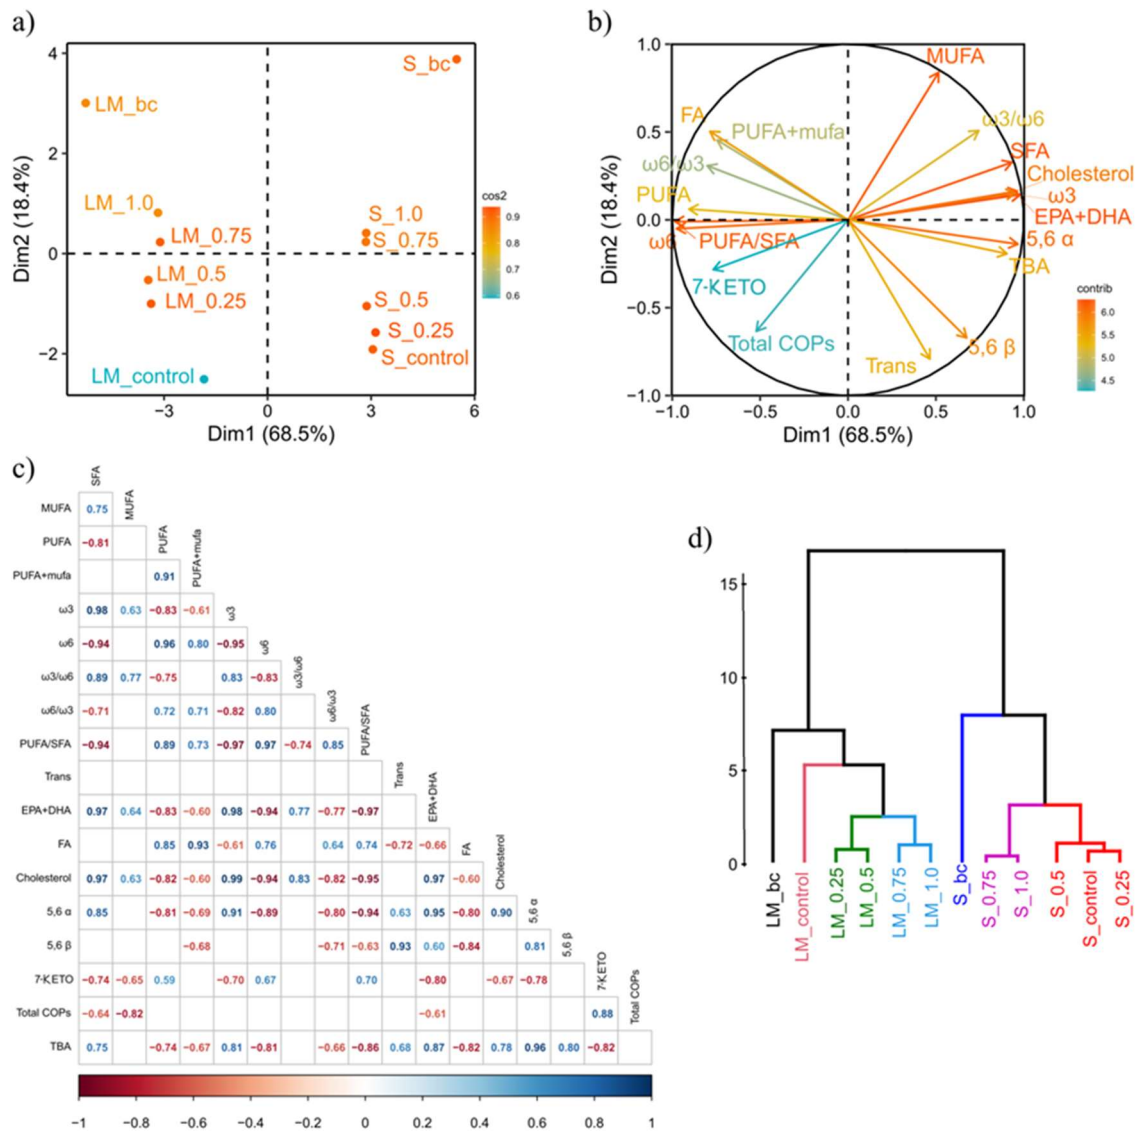 a)
S_bc
LM_bc
LM_1.0
LM_0.75
LM_0.5
LM_0.25
LM_control
S_1.0
S_0.75
S_0.5
S_0.25
S_control
4
2
0
−2
−3
0
3
6
Dim1 (68.5%)
Dim2 (18.4%)
cos2
0.9
0.8
0.7
0.6
b)
MUFA
FA
PUFA+mufa
ω3/ω6
ω6/ω3
SFA
Cholesterol
PUFA
ω3
EPA+DHA
ω6
PUFA/SFA
5,6 α
TBA
7-KETO
Total COPs
5,6 β
Trans
1.0
0.5
0.0
−0.5
−1.0
−1.0
−0.5
0.0
0.5
1.0
Dim1 (68.5%)
Dim2 (18.4%)
contrib
6.0
5.5
5.0
4.5
c)
SFA
MUFA 0.75 MUFA
PUFA −0.81 PUFA
PUFA+mufa 0.91 PUFA+mufa
ω3 0.98 0.63 −0.83 −0.61 ω3
ω6 −0.94 0.96 0.80 −0.95 ω6
ω3/ω6 0.89 0.77 −0.75 0.83 −0.83 ω3/ω6
ω6/ω3 −0.71 0.72 0.71 −0.82 0.80 ω6/ω3
PUFA/SFA −0.94 0.89 0.73 −0.97 0.97 −0.74 0.85 PUFA/SFA
Trans Trans
EPA+DHA 0.97 0.64 −0.83 −0.60 0.98 −0.94 0.77 −0.77 −0.97 EPA+DHA
FA 0.85 0.93 −0.61 0.76 0.64 0.74 −0.72 −0.66 FA
Cholesterol 0.97 0.63 −0.82 −0.60 0.99 −0.94 0.83 −0.82 −0.95 0.97 −0.60 Cholesterol
5,6 α 0.85 −0.81 −0.69 0.91 −0.89 −0.80 −0.94 0.63 0.95 −0.80 0.90 5,6 α
5,6 β −0.68 −0.71 −0.63 0.93 0.60 −0.84 0.81 5,6 β
7-KETO −0.74 −0.65 0.59 −0.70 0.67 0.70 −0.80 −0.67 −0.78 7-KETO
Total COPs −0.64 −0.82 −0.61 0.88 Total COPs
TBA 0.75 −0.74 −0.67 0.81 −0.81 −0.66 −0.86 0.68 0.87 −0.82 0.78 0.96 0.80 −0.82
−1 −0.8 −0.6 −0.4 −0.2 0 0.2 0.4 0.6 0.8 1
d)
15
10
5
0
LM_bc
LM_control
LM_0.25
LM_0.5
LM_0.75
LM_1.0
S_bc
S_0.75
S_1.0
S_0.5
S_control
S_0.25